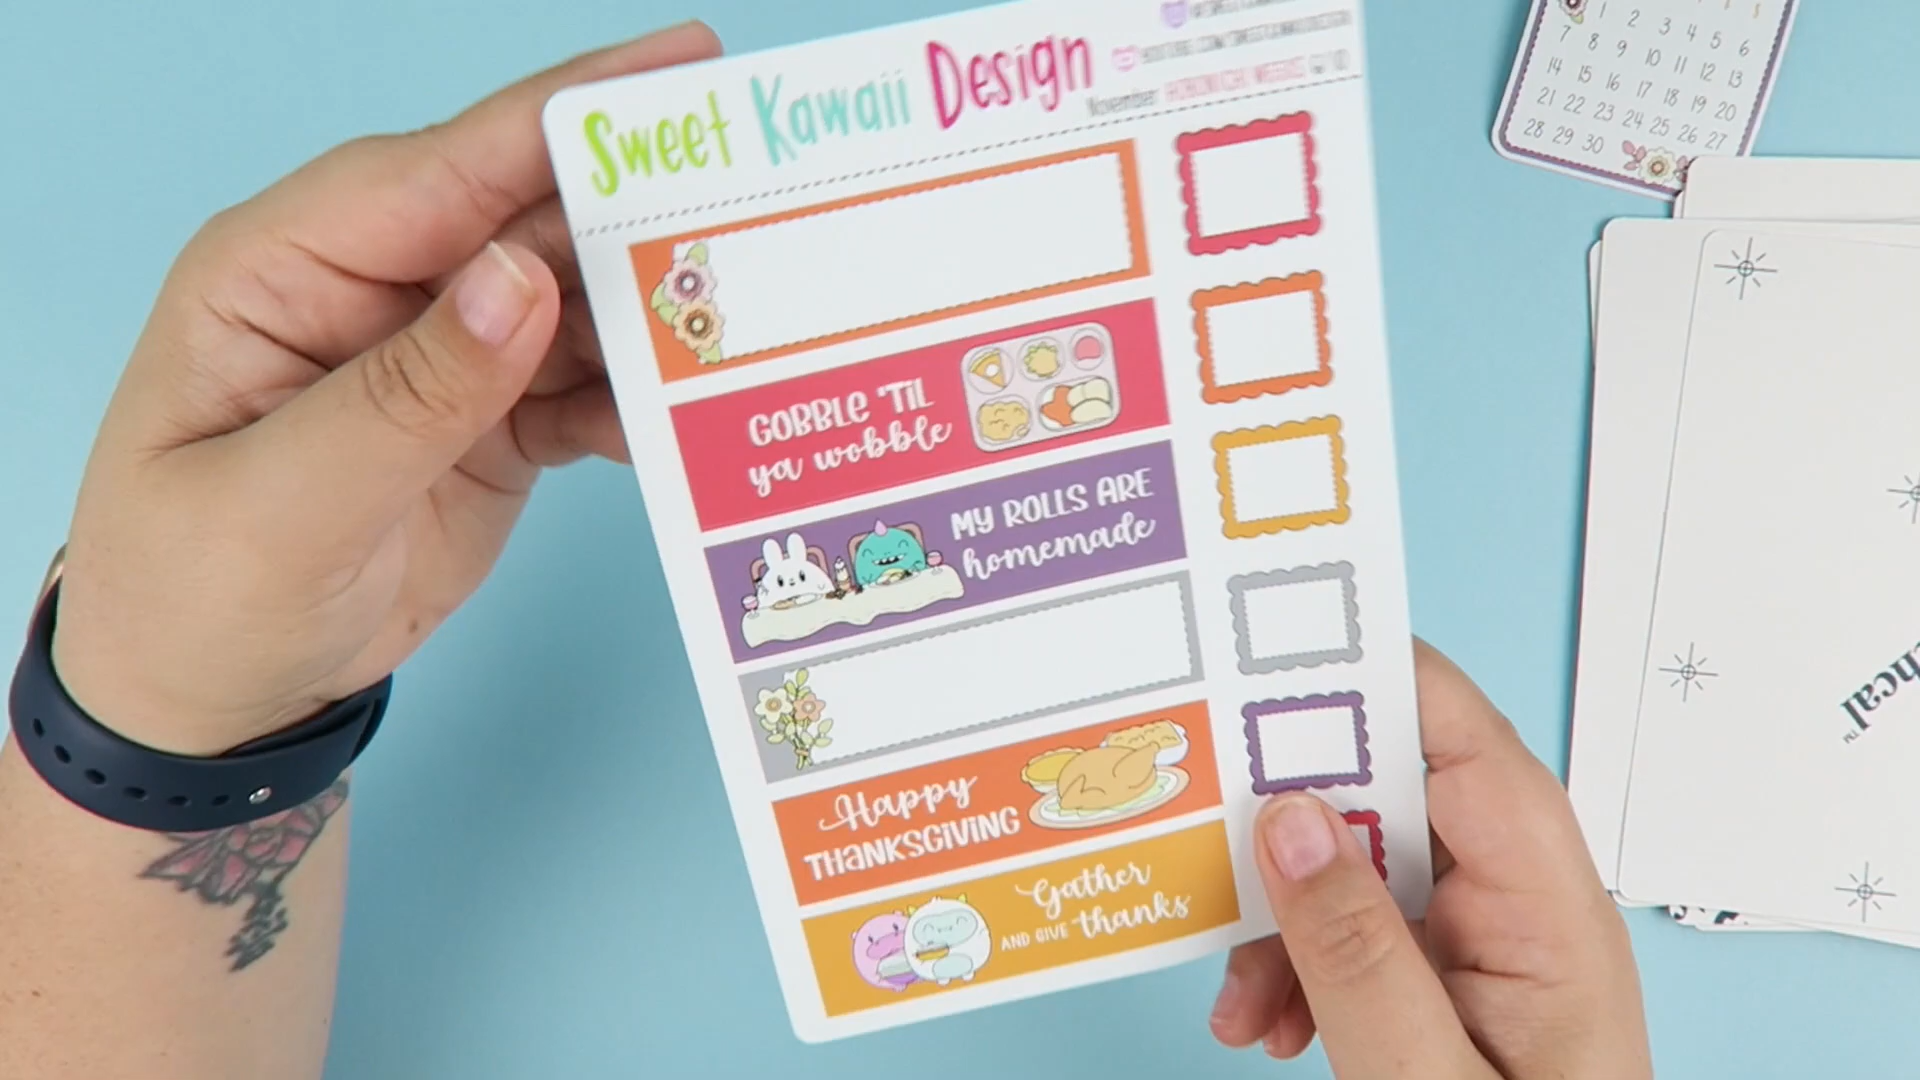 Sweet Kawaii Design
November HOBONICHI WEEKS
GOBBLE 'TIL
ya wobble
MY ROLLS ARE
homemade
Happy
THANKSGIVING
Gather
AND GIVE thanks
1 2 3 4 5 6
7 8 9 10 11 12 13
14 15 16 17 18 19 20
21 22 23 24 25 26 27
28 29 30